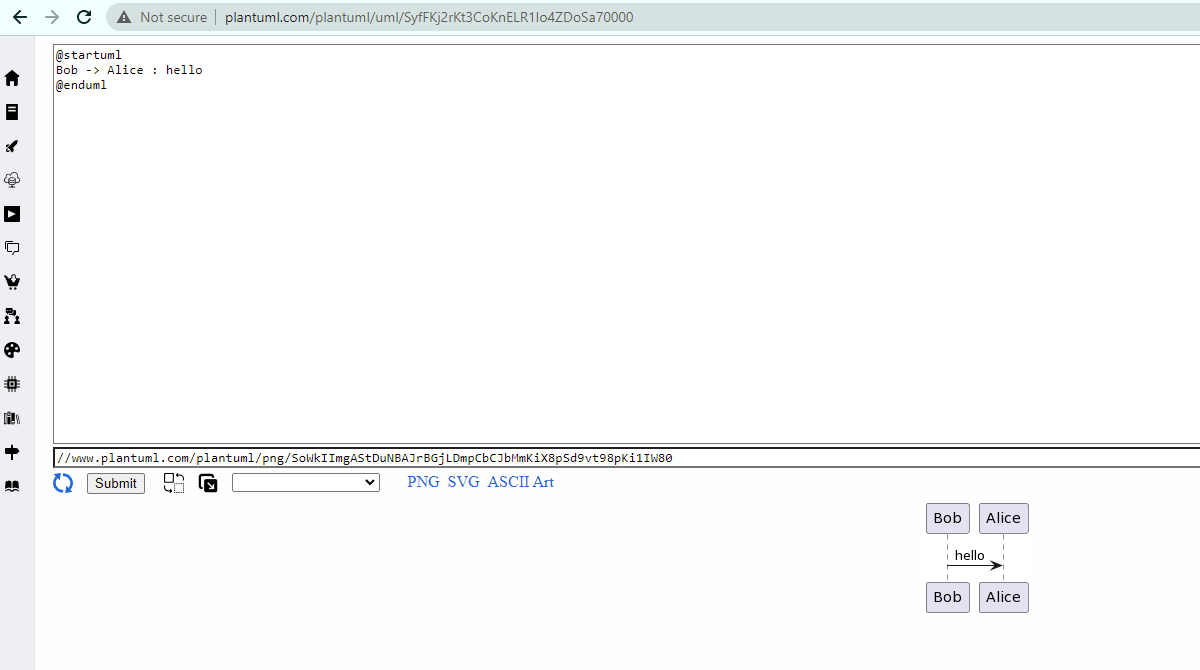 Not secure plantuml.com/plantuml/uml/SyfFKj2rKt3CoKnELR1Io4ZDoSa70000
@startuml
Bob -> Alice : hello
@enduml
//www.plantuml.com/plantuml/png/SoWkIImgAStDuNBAJrBGjLDmpCbCJbMmKiX8pSd9vt98pKi1IW80
Submit PNG SVG ASCII Art
Bob Alice
hello
Bob Alice